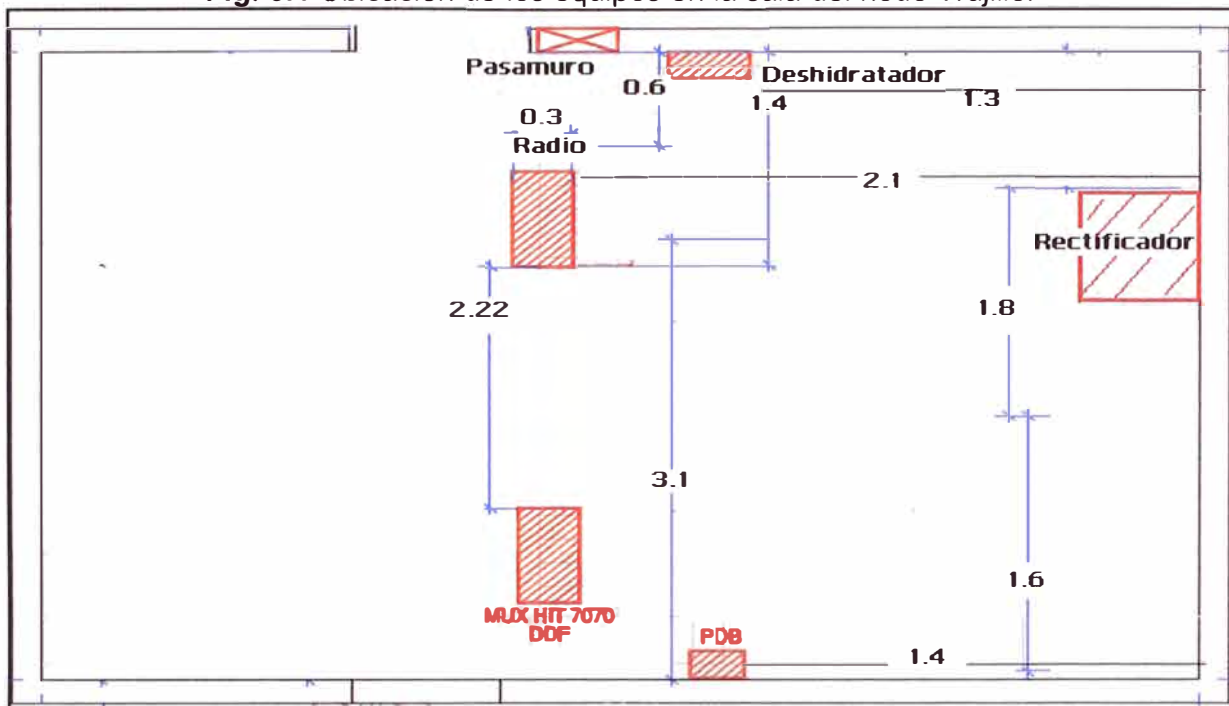 Pasamuro
Deshidratador
0.6
1.4
1.3
0.3
Radio
2.1
Rectificador
2.22
1.8
3.1
1.6
MUX HIT 7070
DDF
PDB
1.4